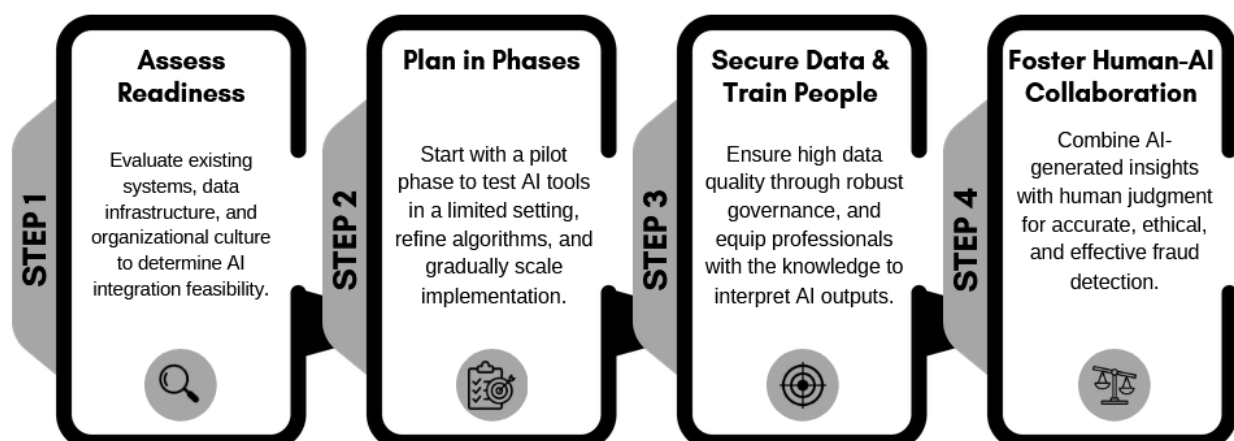 STEP 1
Assess
Readiness
Evaluate existing
systems, data
infrastructure, and
organizational culture
to determine AI
integration feasibility.
STEP 2
Plan in Phases
Start with a pilot
phase to test AI tools
in a limited setting,
refine algorithms, and
gradually scale
implementation.
STEP 3
Secure Data &
Train People
Ensure high data
quality through robust
governance, and
equip professionals
with the knowledge to
interpret AI outputs.
STEP 4
Foster Human-AI
Collaboration
Combine AI-
generated insights
with human judgment
for accurate, ethical,
and effective fraud
detection.